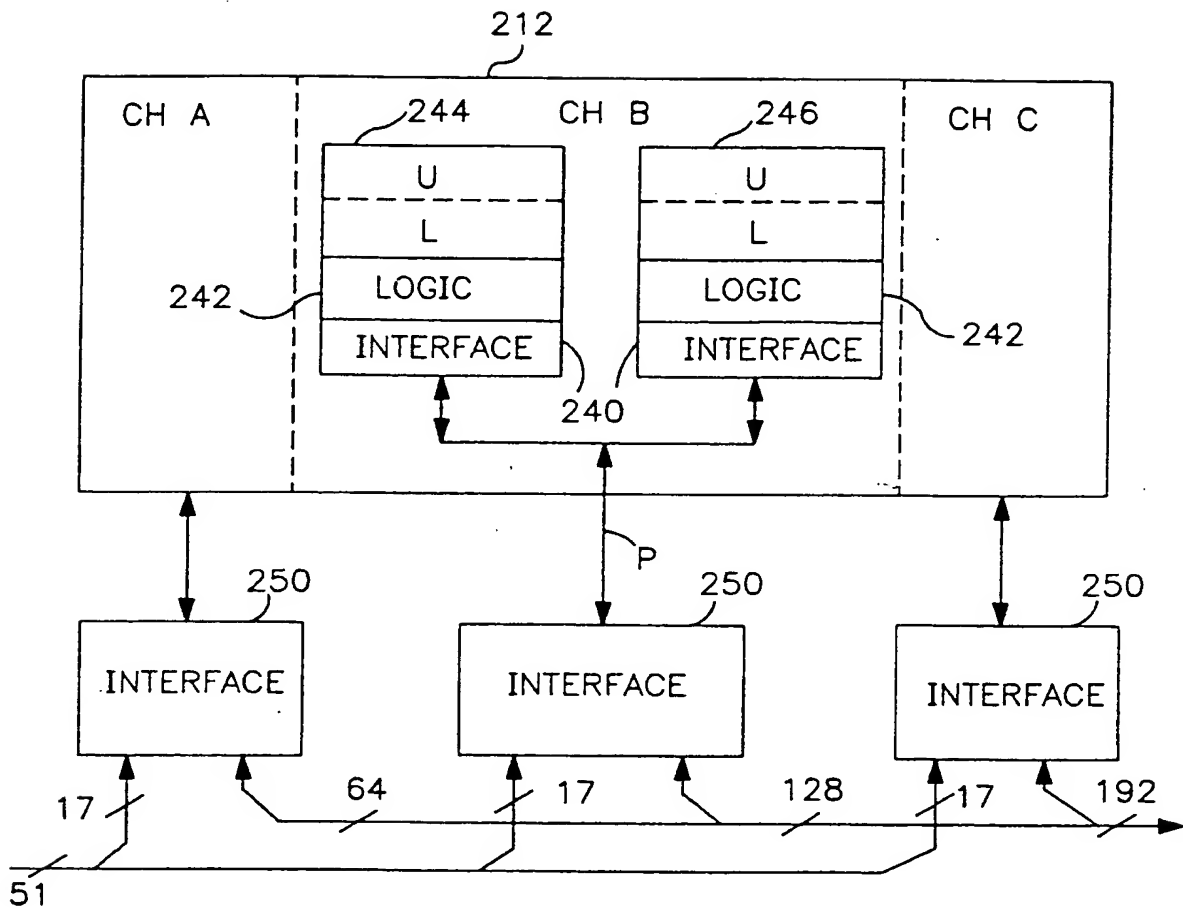 212
CH A
244
CH B
246
CH C
U
U
L
L
LOGIC
LOGIC
242
242
INTERFACE
INTERFACE
240
P
250
250
250
INTERFACE
INTERFACE
INTERFACE
17
64
17
128
17
192
51